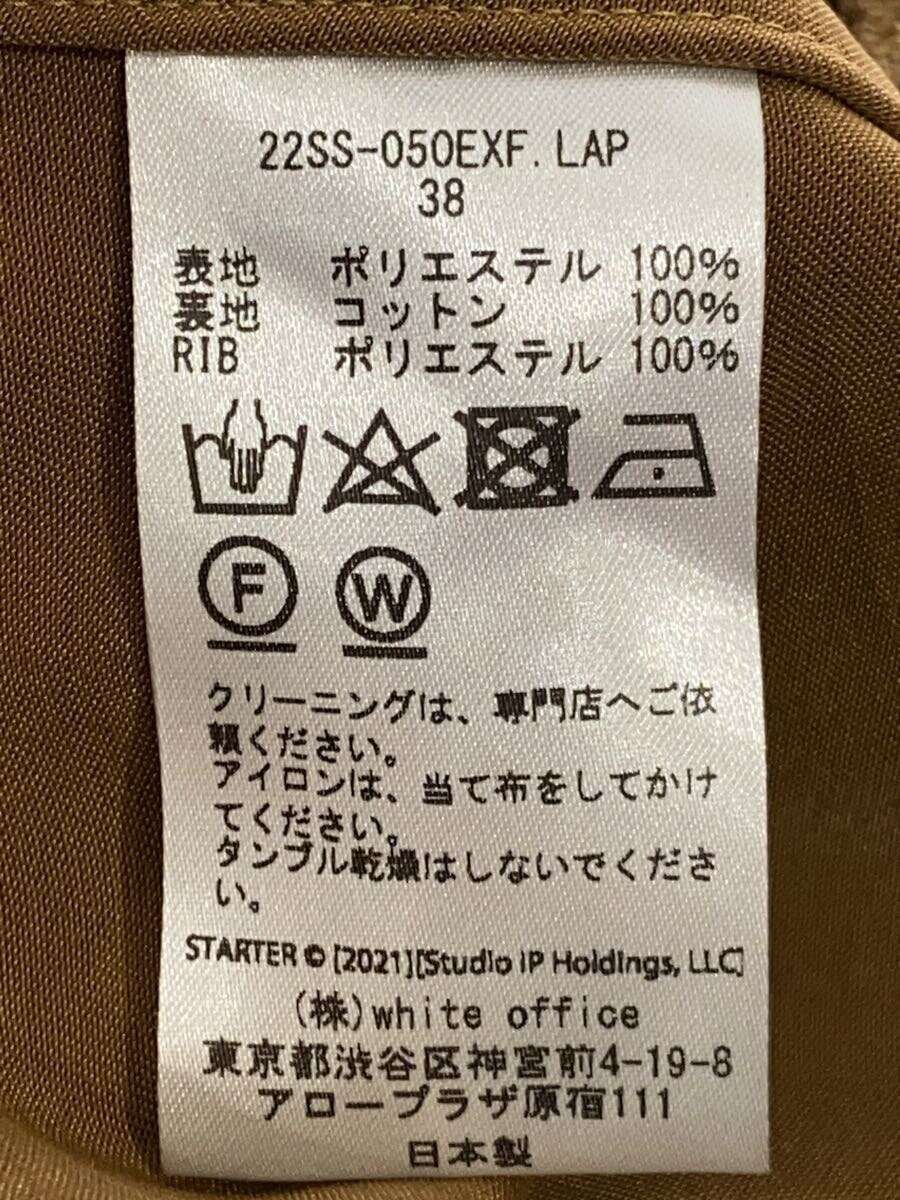 22SS-050EXF.LAP
38
表地 ポリエステル 100%
裏地 コットン 100%
RIB ポリエステル 100%
F W
クリーニングは、専門店へご依
頼ください。
アイロンは、当て布をしてかけ
てください。
タンブル乾燥はしないでくださ
い。
STARTER © [2021][Studio IP Holdings, LLC]
(株)white office
東京都渋谷区神宮前4-19-8
アロープラザ原宿111
日本製